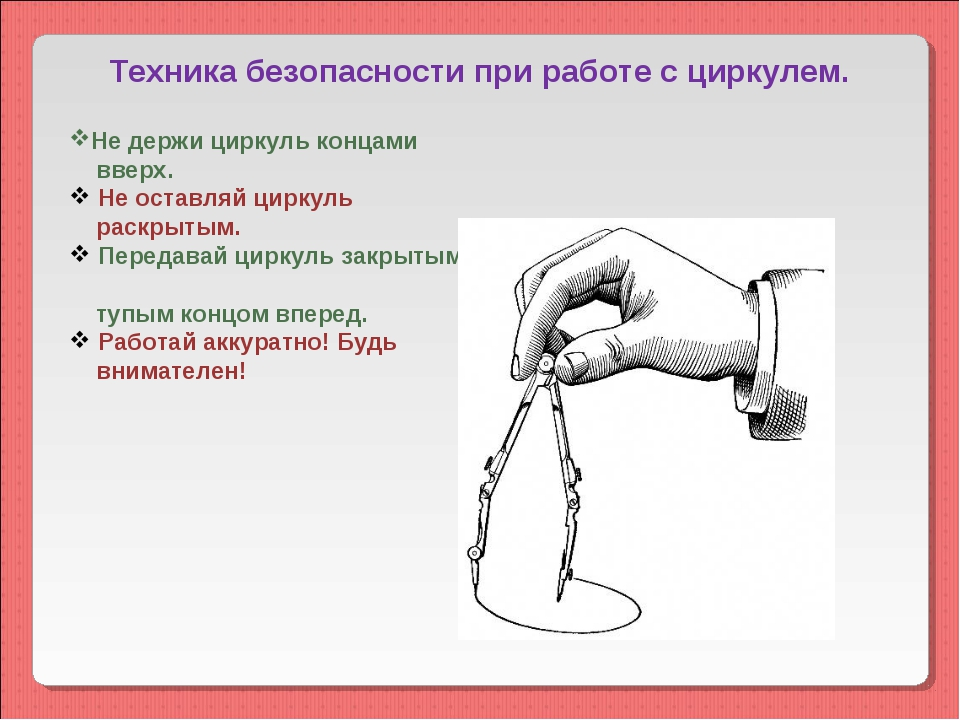 Техника безопасности при работе с циркулем.
Не держи циркуль концами
вверх.
Не оставляй циркуль
раскрытым.
Передавай циркуль закрытым
тупым концом вперед.
Работай аккуратно! Будь
внимателен!